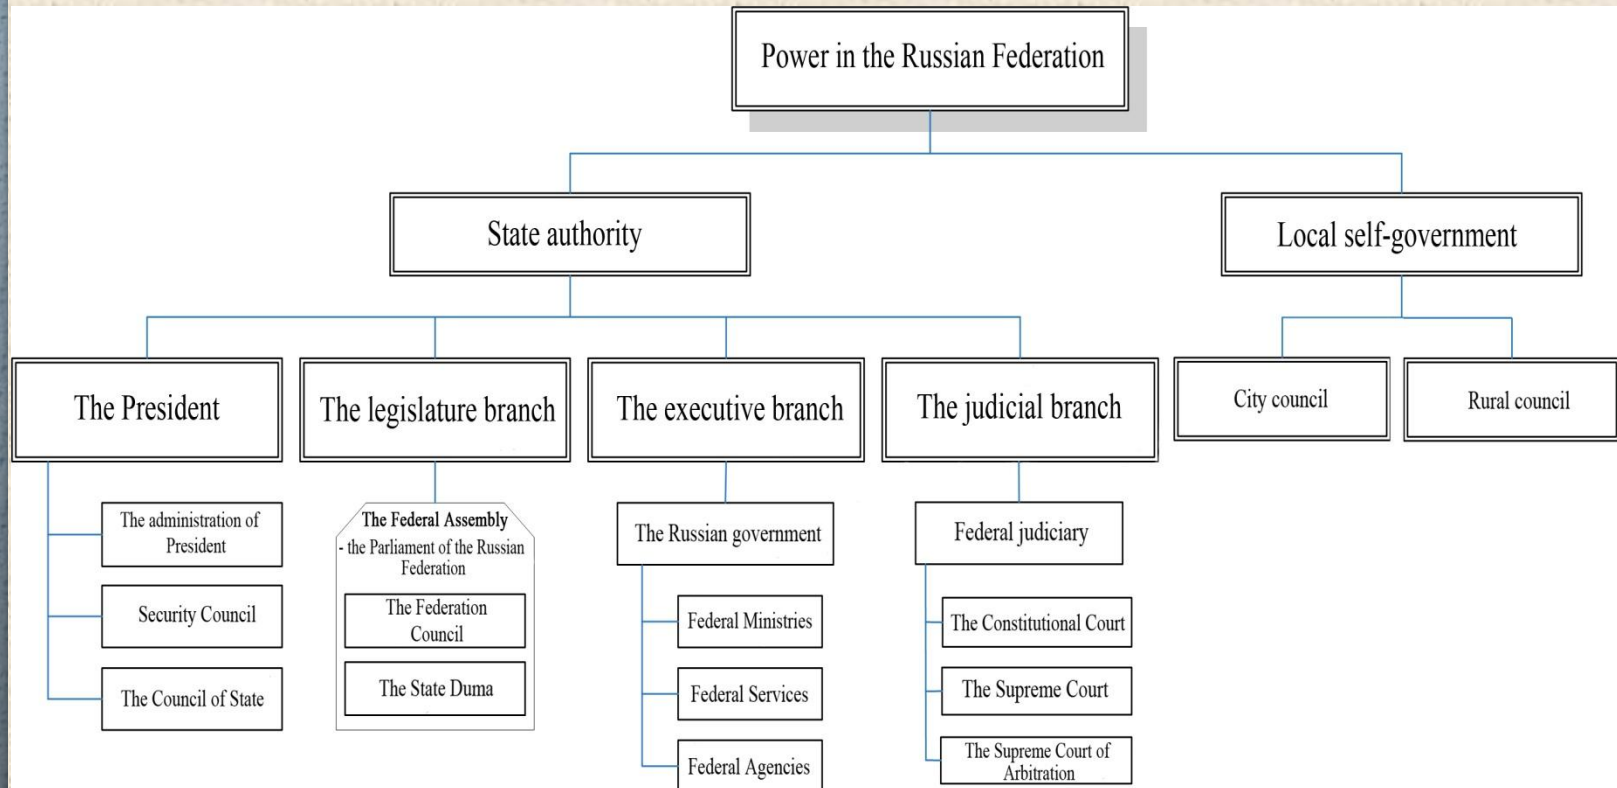 Power in the Russian Federation
State authority
Local self-government
The President
The legislature branch
The executive branch
The judicial branch
City council
Rural council
The administration of
President
Security Council
The Council of State
The Federal Assembly
- the Parliament of the Russian
Federation
The Federation
Council
The State Duma
The Russian government
Federal Ministries
Federal Services
Federal Agencies
Federal judiciary
The Constitutional Court
The Supreme Court
The Supreme Court of
Arbitration